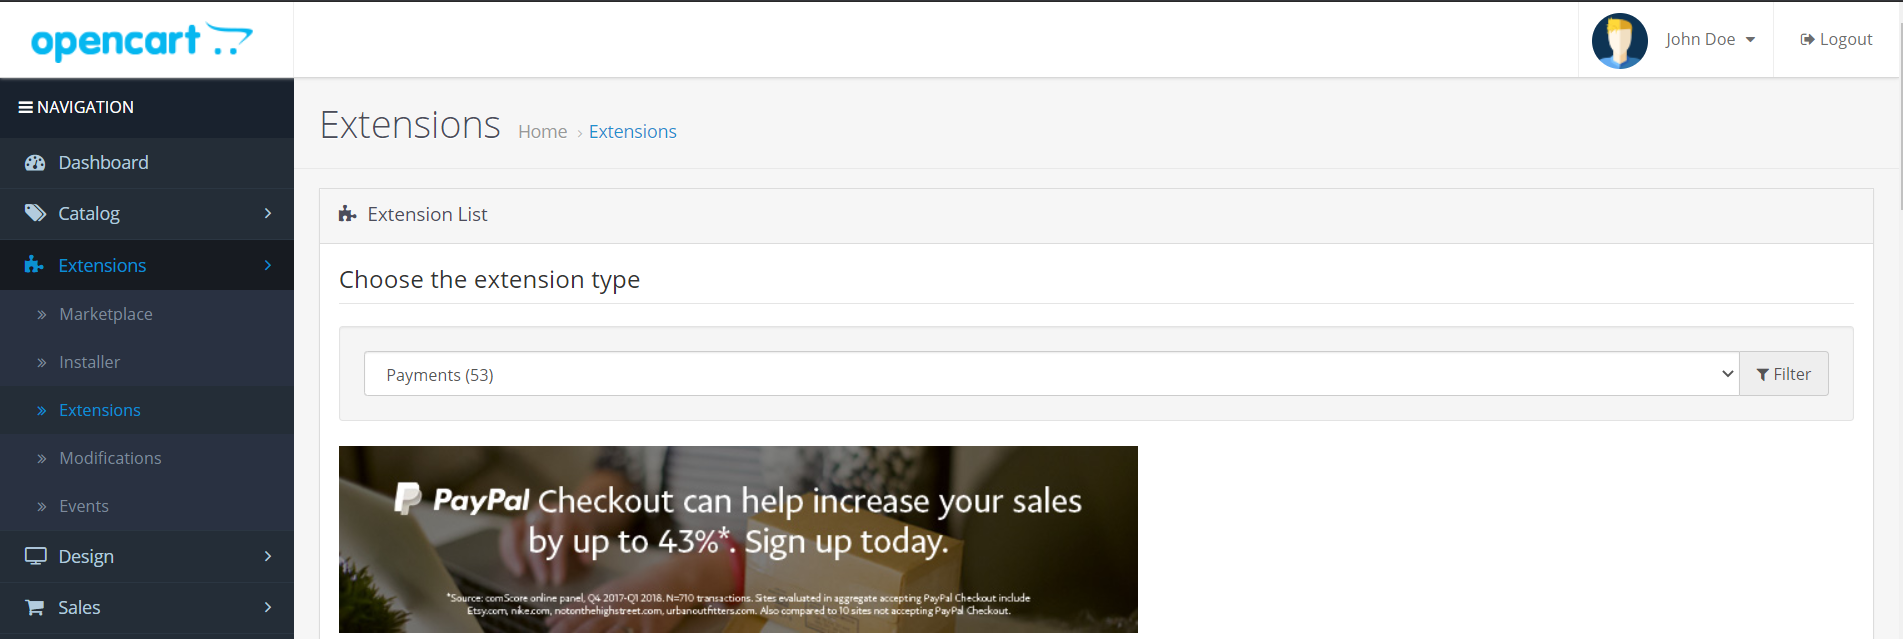 opencart
John Doe
Logout
NAVIGATION
Extensions Home › Extensions
Dashboard
Catalog
Extension List
Extensions
Choose the extension type
Marketplace
Installer
Payments (53)
Filter
Extensions
Modifications
Events
PayPal Checkout can help increase your sales
by up to 43%*. Sign up today.
Design
Sales
*Source: comScore online panel, Q4 2017-Q1 2018. N=710 transactions. Sites evaluated in aggregate accepting PayPal Checkout include
Etsy.com, nike.com, notonthehighstreet.com, urbanoutfitters.com. Also compared to 10 sites not accepting PayPal Checkout.